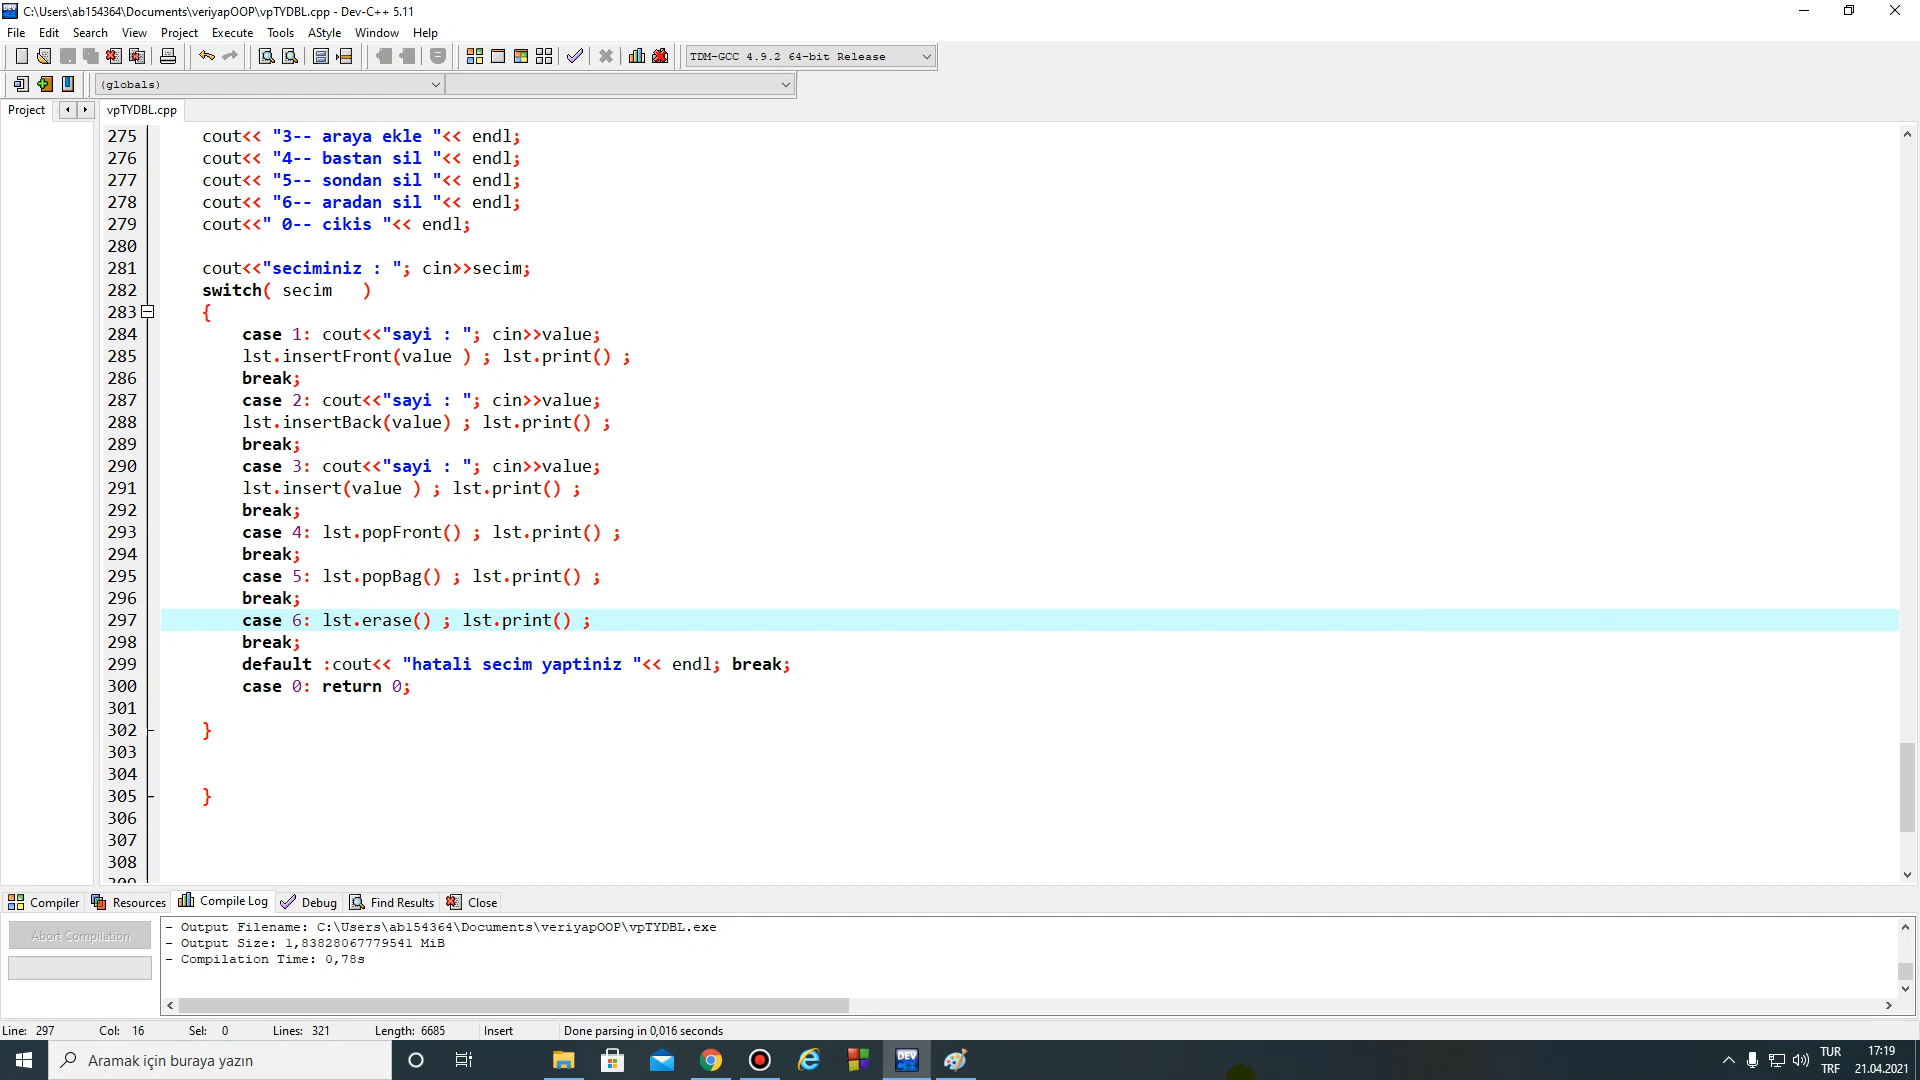 C:\Users\ab154364\Documents\veriyapOOP\vpTYDBL.cpp - Dev-C++ 5.11
File Edit Search View Project Execute Tools AStyle Window Help
TDM-GCC 4.9.2 64-bit Release
(globals)
Project vpTYDBL.cpp
275 cout<< "3-- araya ekle "<< endl;
276 cout<< "4-- bastan sil "<< endl;
277 cout<< "5-- sondan sil "<< endl;
278 cout<< "6-- aradan sil "<< endl;
279 cout<<" 0-- cikis "<< endl;
280
281 cout<<"seciminiz : "; cin>>secim;
282 switch( secim   )
283 {
284 case 1: cout<<"sayi : "; cin>>value;
285 lst.insertFront(value ) ; lst.print() ;
286 break;
287 case 2: cout<<"sayi : "; cin>>value;
288 lst.insertBack(value) ; lst.print() ;
289 break;
290 case 3: cout<<"sayi : "; cin>>value;
291 lst.insert(value ) ; lst.print() ;
292 break;
293 case 4: lst.popFront() ; lst.print() ;
294 break;
295 case 5: lst.popBag() ; lst.print() ;
296 break;
297 case 6: lst.erase() ; lst.print() ;
298 break;
299 default :cout<< "hatali secim yaptiniz "<< endl; break;
300 case 0: return 0;
301
302 }
303
304
305 }
306
307
308
309
Compiler Resources Compile Log Debug Find Results Close
Abort Compilation
- Output Filename: C:\Users\ab154364\Documents\veriyapOOP\vpTYDBL.exe
- Output Size: 1,83828067779541 MiB
- Compilation Time: 0,78s
Line: 297 Col: 16 Sel: 0 Lines: 321 Length: 6685 Insert Done parsing in 0,016 seconds
Aramak için buraya yazın
DEV
TUR 17:19
TRF 21.04.2021